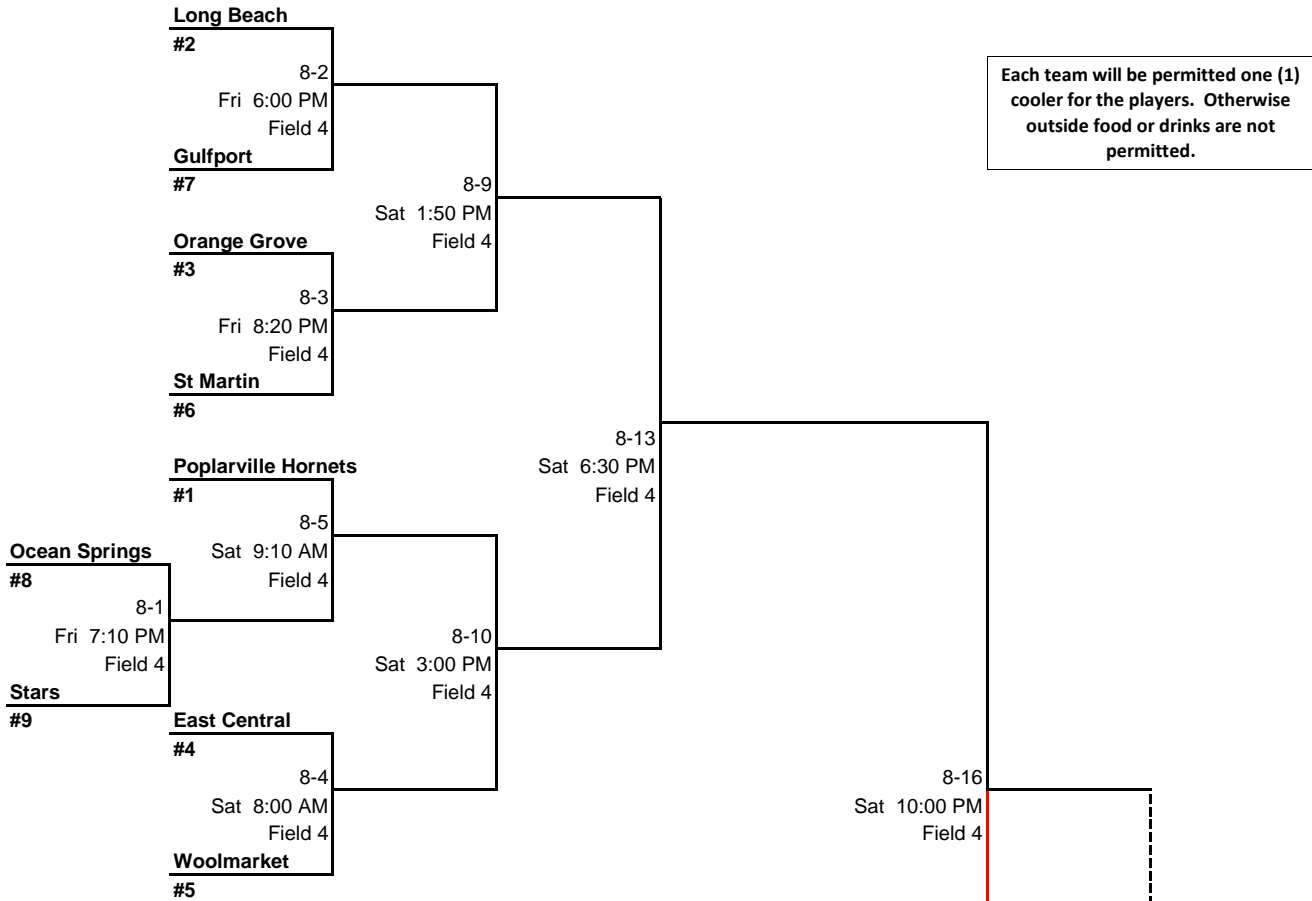 Long Beach
#2
8-2
Fri 6:00 PM
Field 4
Gulfport
#7
Each team will be permitted one (1)
cooler for the players. Otherwise
outside food or drinks are not
permitted.
8-9
Sat 1:50 PM
Field 4
Orange Grove
#3
8-3
Fri 8:20 PM
Field 4
St Martin
#6
8-13
Sat 6:30 PM
Field 4
Poplarville Hornets
#1
8-5
Sat 9:10 AM
Field 4
Ocean Springs
#8
8-1
Fri 7:10 PM
Field 4
Stars
#9
8-10
Sat 3:00 PM
Field 4
East Central
#4
8-4
Sat 8:00 AM
Field 4
Woolmarket
#5
8-16
Sat 10:00 PM
Field 4